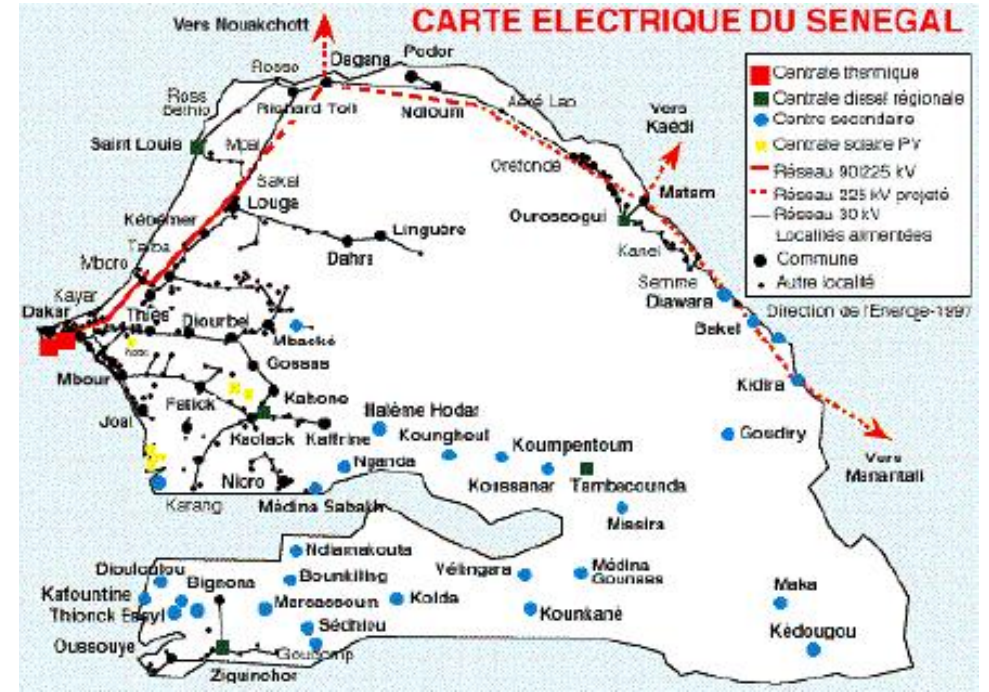 CARTE ELECTRIQUE DU SENEGAL
Vers Nouakchott
Centrale thermique
Centrale diesel régionale
Centre secondaire
Centrale solaire PV
Réseau 90/225 kV
Réseau 225 kV projeté
Réseau 30 kV
Localités alimentées
Commune
Autre localité
Direction de l'Energie-1997
Dagana
Podor
Rosso
Ross
Bethio
Richard Toll
Ndioum
Aéré Lao
Vers
Kaédi
Saint Louis
Mpal
Sakal
Louga
Matam
Ourossogui
Kanel
Semme
Diawara
Bakel
Kidira
Vers
Manantali
Goudiry
Kébémer
Taiba
Mboro
Kayar
Dakar
Thiès
Diourbel
Mbacké
Linguère
Dahra
Gossas
Mbour
Fatick
Kahone
Joal
Kaolack
Kaffrine
Nioro
Karang
Médina Sabakh
Nganda
Malème Hodar
Koungheul
Koumpentoum
Koussanar
Tambacounda
Missira
Ndiamakouta
Diouloulou
Bignona
Bounkiling
Vélingara
Médina
Gounass
Kafountine
Thionck Essyl
Marsassoum
Kolda
Kounkané
Maka
Kédougou
Sédhiou
Oussouye
Goudomp
Ziguinchor